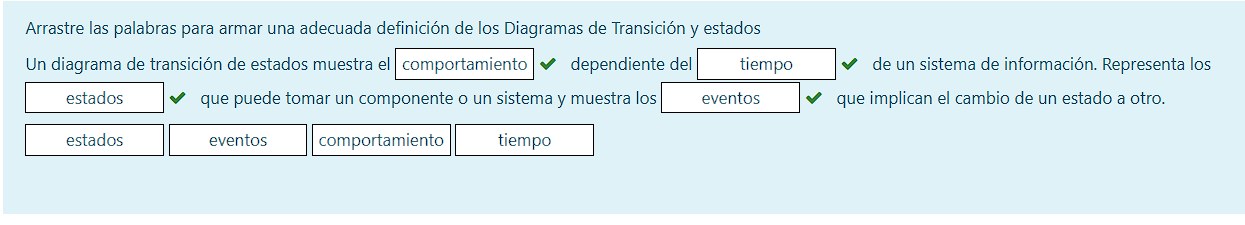 Arrastre las palabras para armar una adecuada definición de los Diagramas de Transición y estados
Un diagrama de transición de estados muestra el comportamiento dependiente del tiempo de un sistema de información. Representa los
estados que puede tomar un componente o un sistema y muestra los eventos que implican el cambio de un estado a otro.
estados eventos comportamiento tiempo